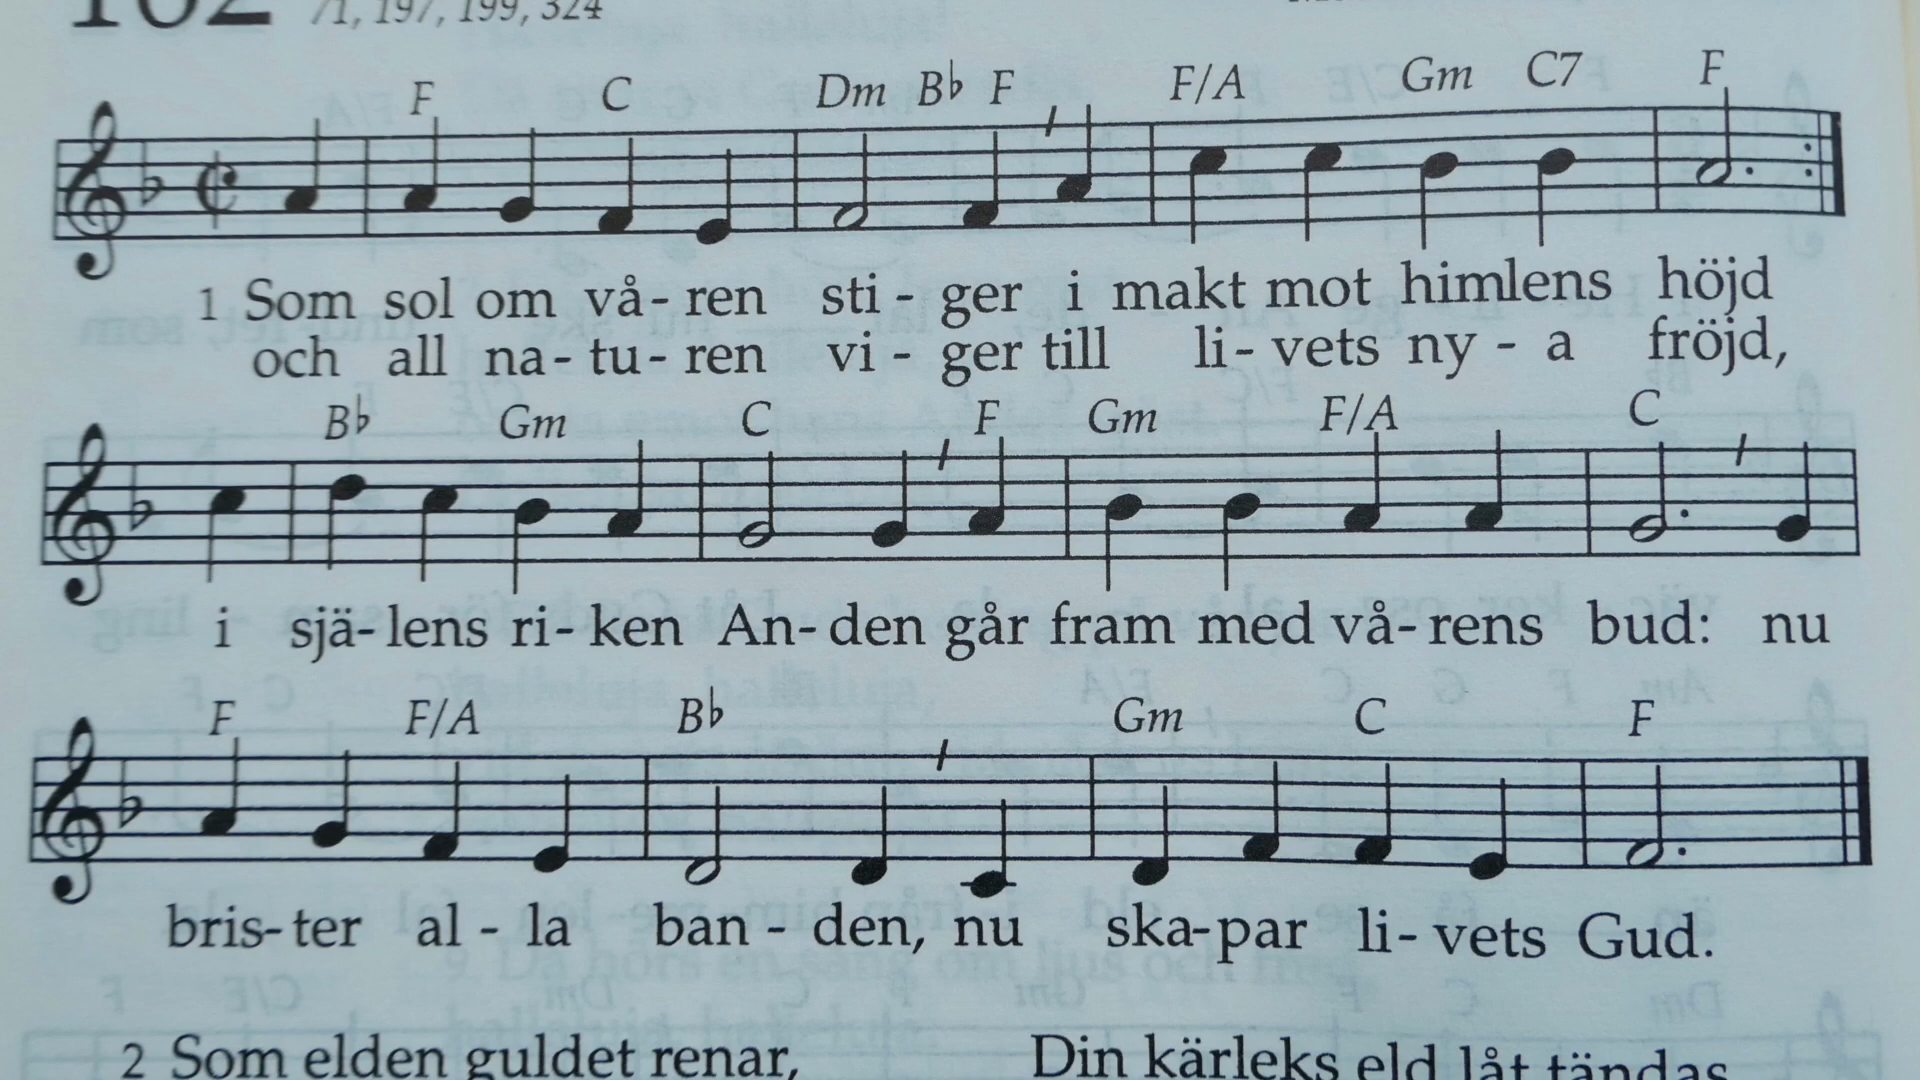 71, 197, 199, 324
F C Dm B♭ F F/A Gm C7 F
1 Som sol om vå-ren sti-ger i makt mot himlens höjd
och all na-tu-ren vi-ger till li-vets ny-a fröjd,
B♭ Gm C F Gm F/A C
i sjä-lens ri-ken An-den går fram med vå-rens bud: nu
F F/A B♭ Gm C F
bris-ter al-la ban-den, nu ska-par li-vets Gud.
2 Som elden guldet renar, Din kärleks eld låt tändas